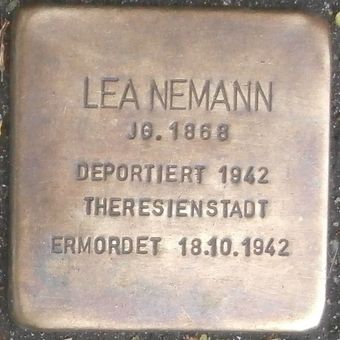 LEA NEMANN
JG. 1868
DEPORTIERT 1942
THERESIENSTADT
ERMORDET 18.10.1942